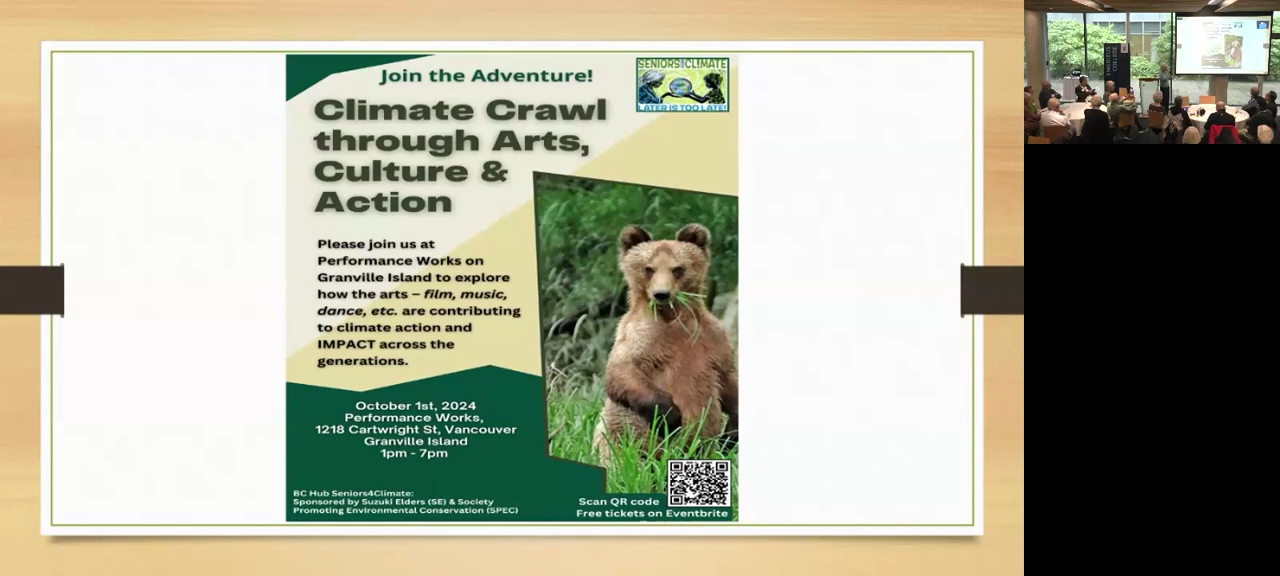 Join the Adventure!
SENIORS CLIMATE
LATER IS TOO LATE!
Climate Crawl
through Arts,
Culture &
Action
Please join us at
Performance Works on
Granville Island to explore
how the arts – film, music,
dance, etc. are contributing
to climate action and
IMPACT across the
generations.
October 1st, 2024
Performance Works,
1218 Cartwright St, Vancouver
Granville Island
1pm - 7pm
BC Hub Seniors4Climate:
Sponsored by Suzuki Elders (SE) & Society
Promoting Environmental Conservation (SPEC)
Scan QR code
Free tickets on Eventbrite
EMERITUS
COLLEGE